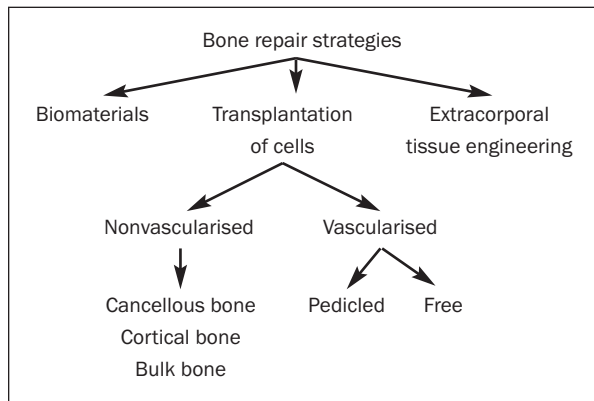 Bone repair strategies
Biomaterials
Transplantation
of cells
Extracorporal
tissue engineering
Nonvascularised
Vascularised
Cancellous bone
Cortical bone
Bulk bone
Pedicled
Free